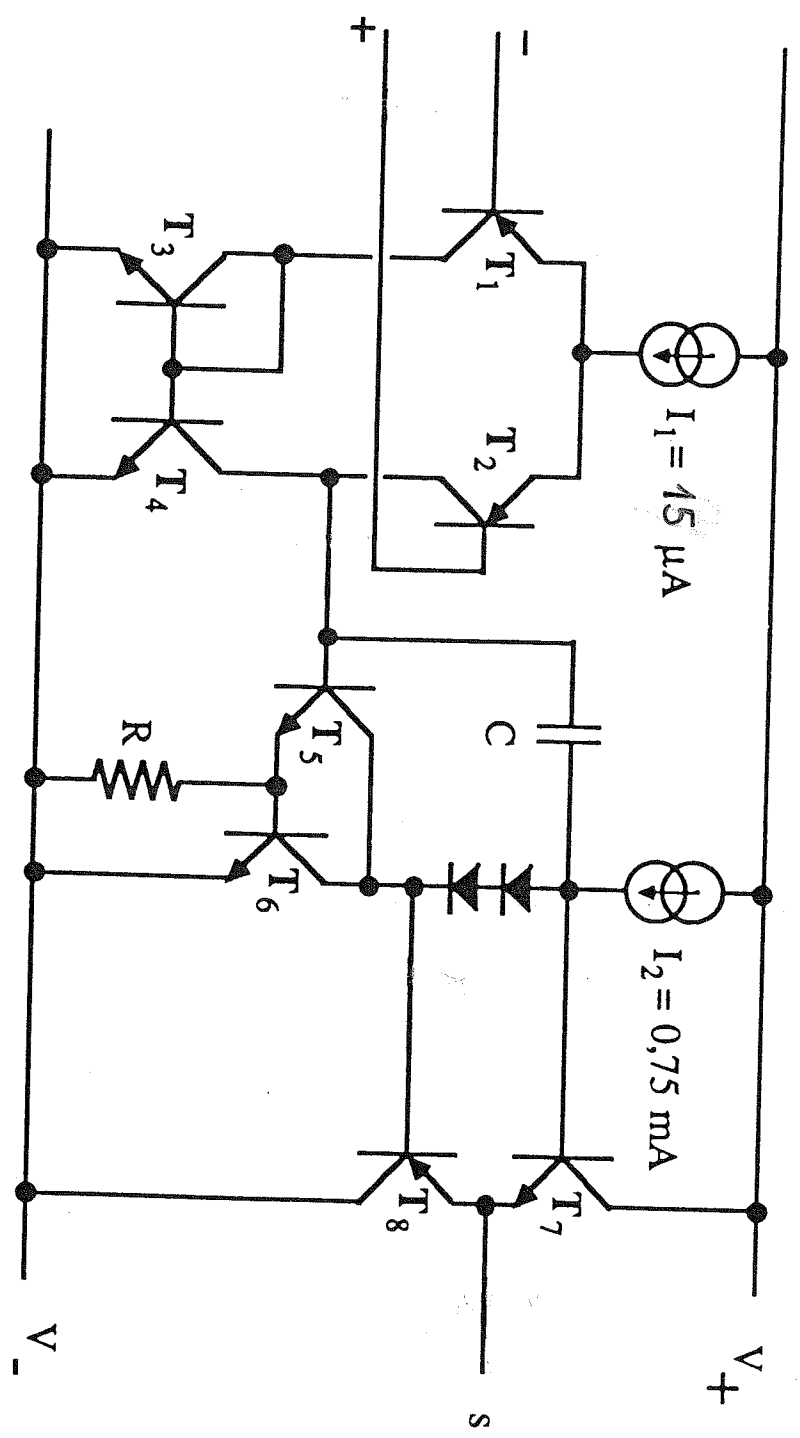 V +
I₁ = 15 µA
I₂ = 0,75 mA
−
T₁
T₂
+
C
T₇
s
T₈
T₅
T₆
T₃
T₄
R
V −